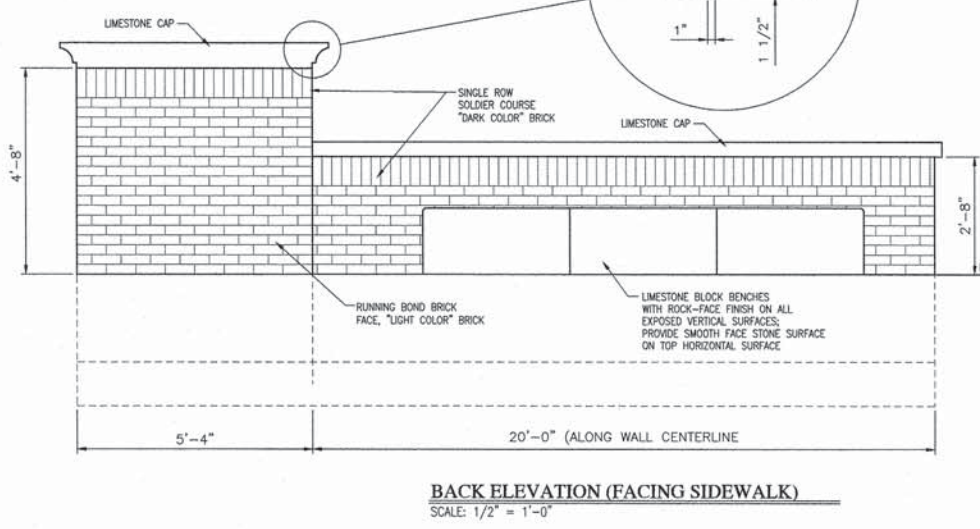 LIMESTONE CAP
1"
1 1/2"
SINGLE ROW
SOLDIER COURSE
"DARK COLOR" BRICK
LIMESTONE CAP
4'-8"
2'-8"
RUNNING BOND BRICK
FACE, "LIGHT COLOR" BRICK
LIMESTONE BLOCK BENCHES
WITH ROCK-FACE FINISH ON ALL
EXPOSED VERTICAL SURFACES;
PROVIDE SMOOTH FACE STONE SURFACE
ON TOP HORIZONTAL SURFACE
5'-4"
20'-0" (ALONG WALL CENTERLINE
BACK ELEVATION (FACING SIDEWALK)
SCALE: 1/2" = 1'-0"